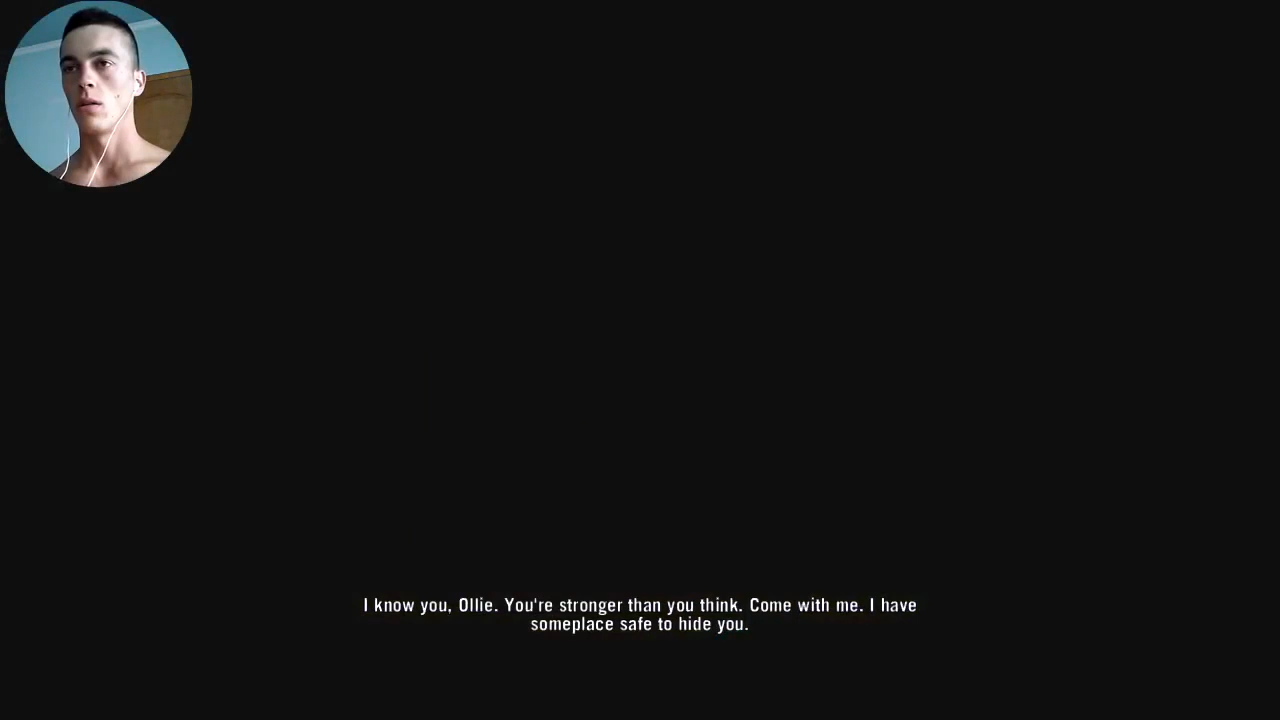 I know you, Ollie. You're stronger than you think. Come with me. I have
someplace safe to hide you.